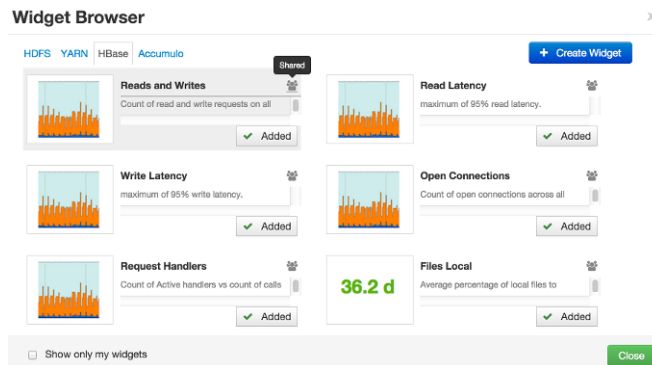 Widget Browser
HDFS YARN HBase Accumulo
+ Create Widget
Shared
Reads and Writes
Count of read and write requests on all
Added
Read Latency
maximum of 95% read latency.
Added
Write Latency
maximum of 95% write latency.
Added
Open Connections
Count of open connections across all
Added
Request Handlers
Count of Active handlers vs count of calls
Added
36.2 d
Files Local
Average percentage of local files to
Added
Show only my widgets
Close